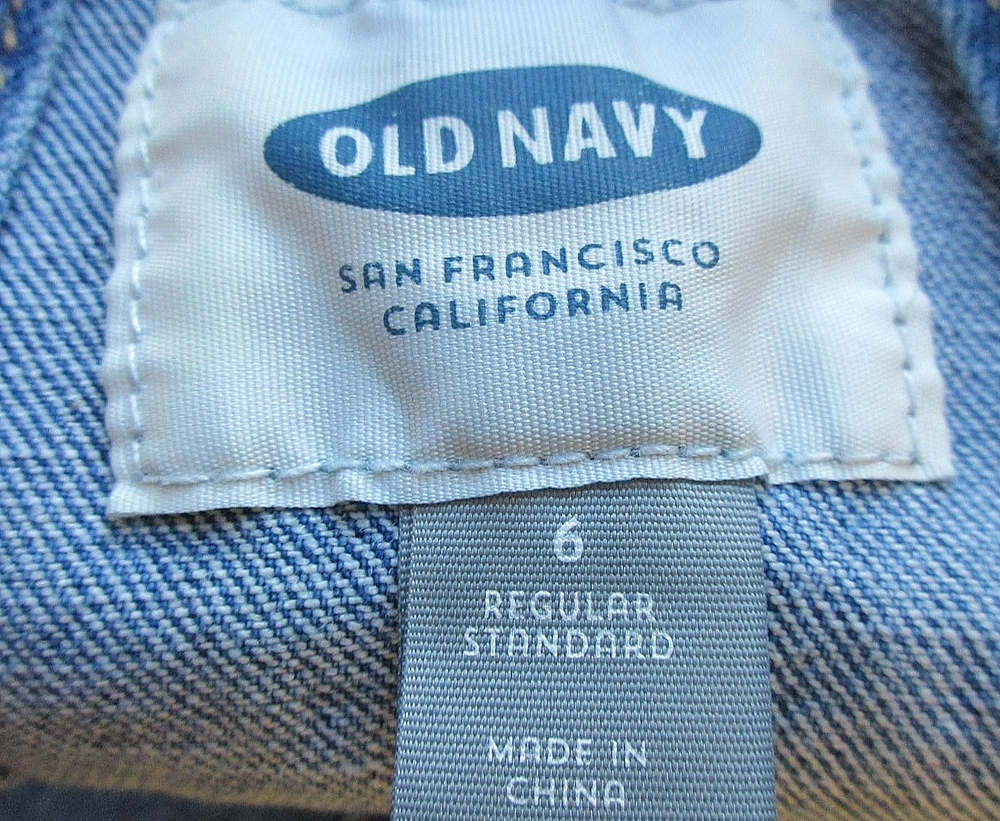 OLD NAVY
SAN FRANCISCO
CALIFORNIA
6
REGULAR
STANDARD
MADE IN
CHINA